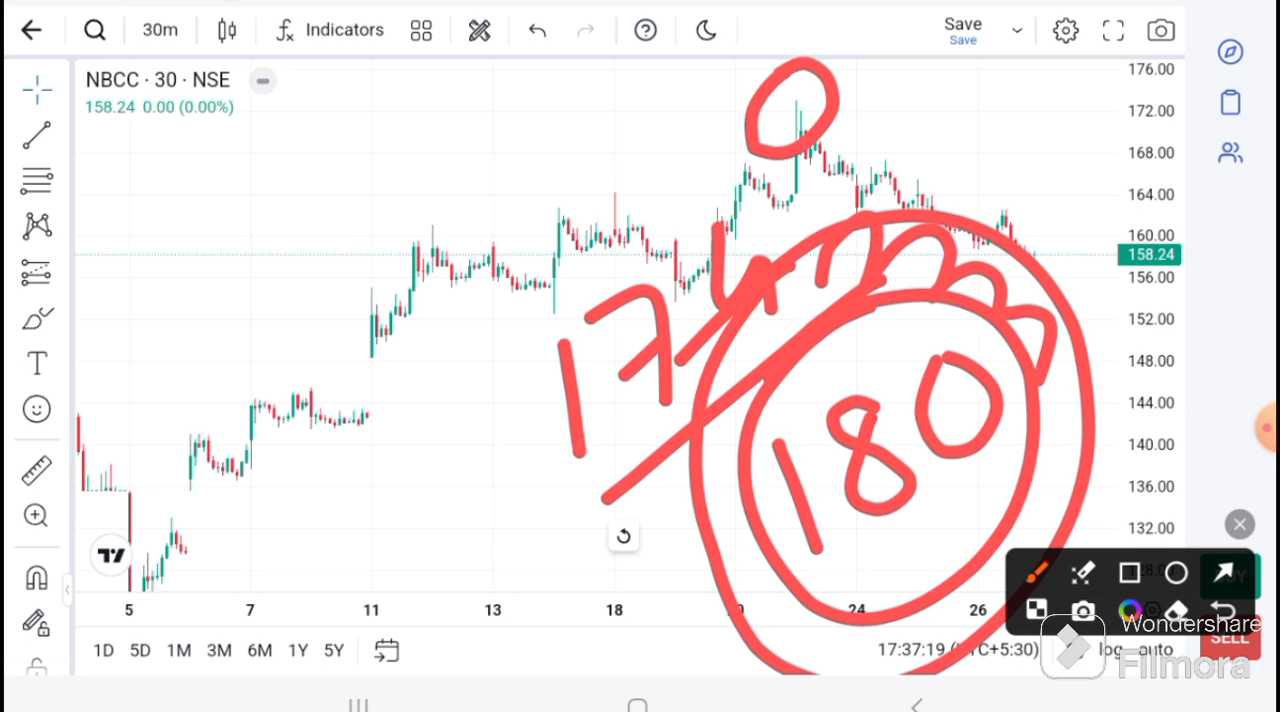 30m Indicators Save
Save
NBCC · 30 · NSE
158.24 0.00 (0.00%)
176.00
172.00
168.00
164.00
160.00
158.24
156.00
152.00
148.00
144.00
140.00
136.00
132.00
175
180
5 7 11 13 18 24 26
1D 5D 1M 3M 6M 1Y 5Y
17:37:19 log auto
SELL
Wondershare
Filmora